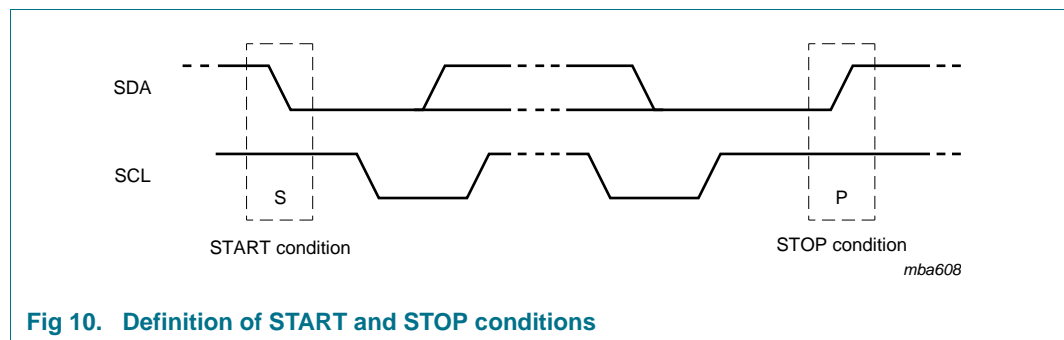 SDA
SCL
S
P
START condition
STOP condition
mba608
Fig 10. Definition of START and STOP conditions